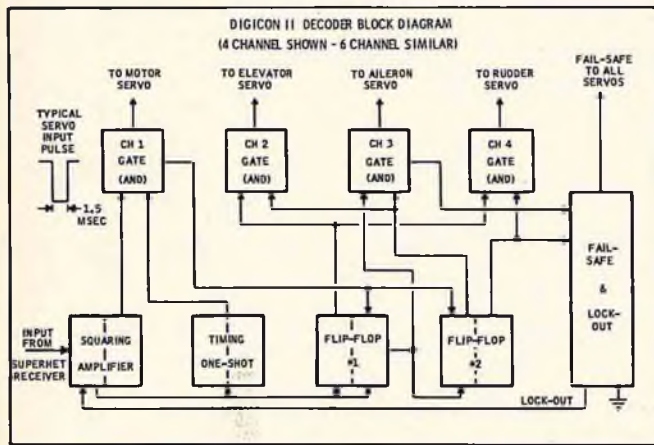 DIGICON II DECODER BLOCK DIAGRAM
(4 CHANNEL SHOWN - 6 CHANNEL SIMILAR)
TO MOTOR
SERVO
TO ELEVATOR
SERVO
TO AILERON
SERVO
TO RUDDER
SERVO
FAIL-SAFE
TO ALL
SERVOS
TYPICAL
SERVO
INPUT
PULSE
1.5
MSEC
CH 1
GATE
(AND)
CH 2
GATE
(AND)
CH 3
GATE
(AND)
CH 4
GATE
(AND)
FAIL-
SAFE
&
LOCK-
OUT
INPUT
FROM
SUPERHET
RECEIVER
SQUARING
AMPLIFIER
TIMING
ONE-SHOT
FLIP-FLOP
#1
FLIP-FLOP
#2
LOCK-OUT